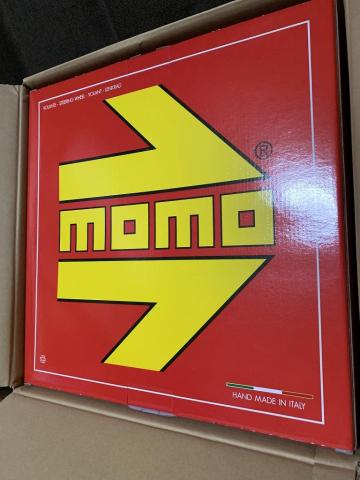 VOLANTE - STEERING WHEEL - VOLANT - LENKRAD
momo®
HAND MADE IN ITALY